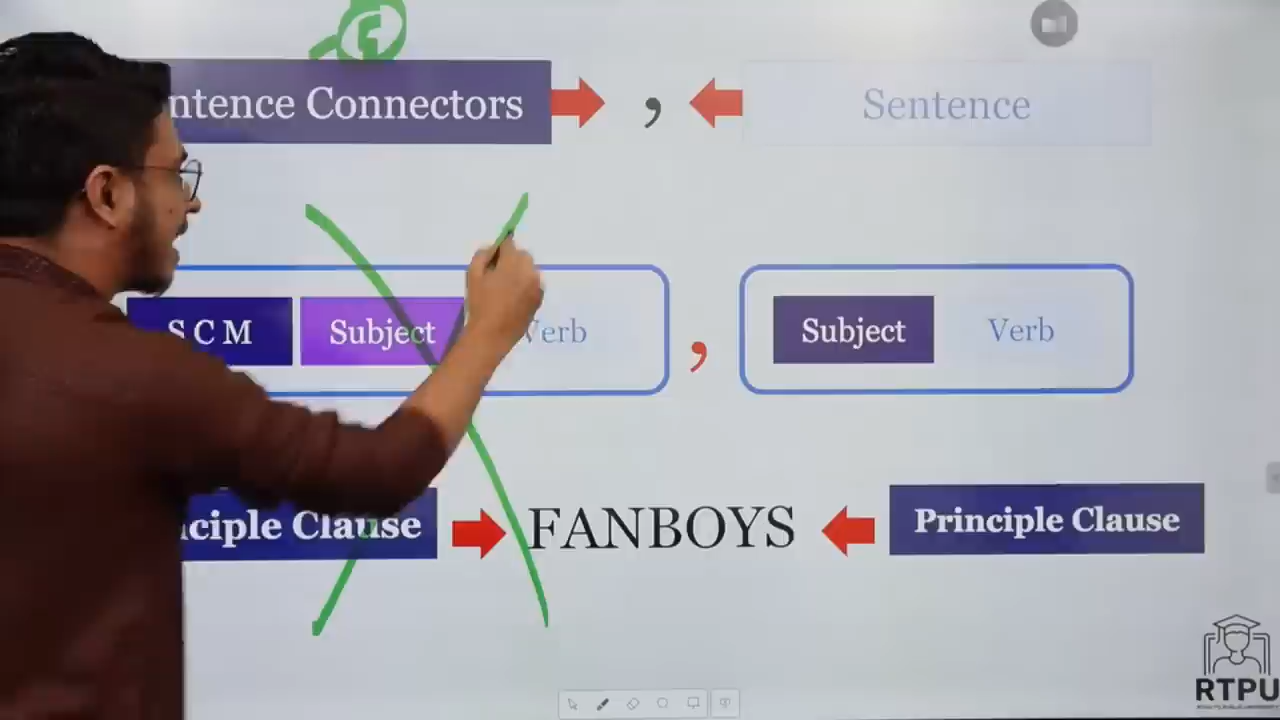 ntence Connectors , Sentence
S C M Subject Verb , Subject Verb
ciple Clause FANBOYS Principle Clause
RTPU